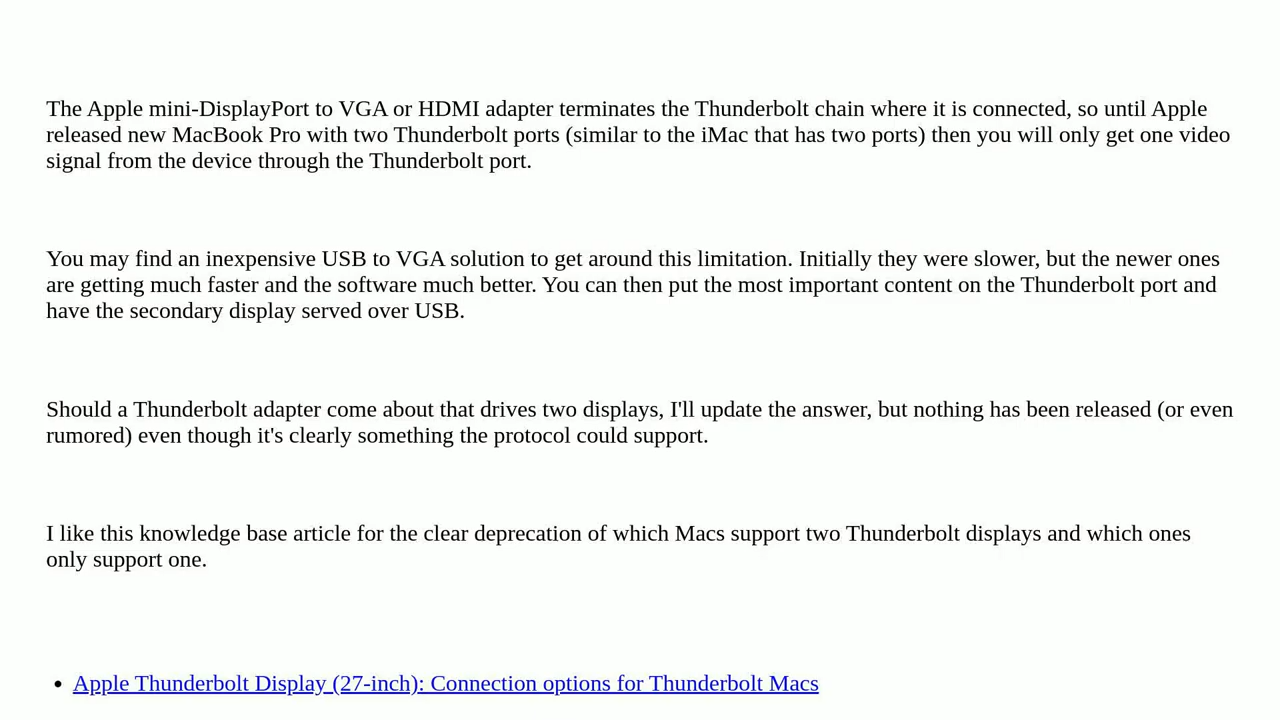 The Apple mini-DisplayPort to VGA or HDMI adapter terminates the Thunderbolt chain where it is connected, so until Apple
released new MacBook Pro with two Thunderbolt ports (similar to the iMac that has two ports) then you will only get one video
signal from the device through the Thunderbolt port.
You may find an inexpensive USB to VGA solution to get around this limitation. Initially they were slower, but the newer ones
are getting much faster and the software much better. You can then put the most important content on the Thunderbolt port and
have the secondary display served over USB.
Should a Thunderbolt adapter come about that drives two displays, I'll update the answer, but nothing has been released (or even
rumored) even though it's clearly something the protocol could support.
I like this knowledge base article for the clear deprecation of which Macs support two Thunderbolt displays and which ones
only support one.
• Apple Thunderbolt Display (27-inch): Connection options for Thunderbolt Macs